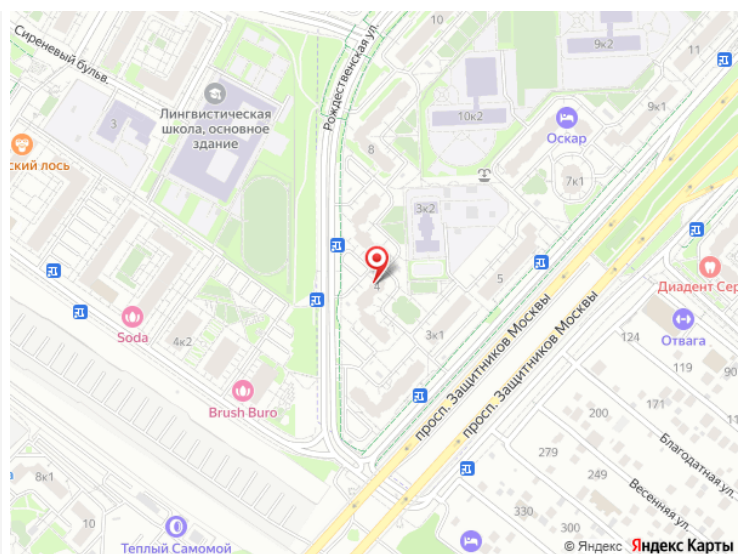 Сиреневый бульв.
Рождественская ул.
9к2
11
3
Лингвистическая
школа, основное
здание
10к2
9к1
Оскар
ский лось
8
7к1
3к2
4
5
Диадент Сер
Soda
4к2
3к1
просп. Защитников Москвы
просп. Защитников Москвы
Отвага
124
119
90
Brush Buro
171
200
Благодатная ул.
279
249
Весенняя ул.
а
8к1
10
330
300
Теплый Самомой
© Яндекс Яндекс Карты